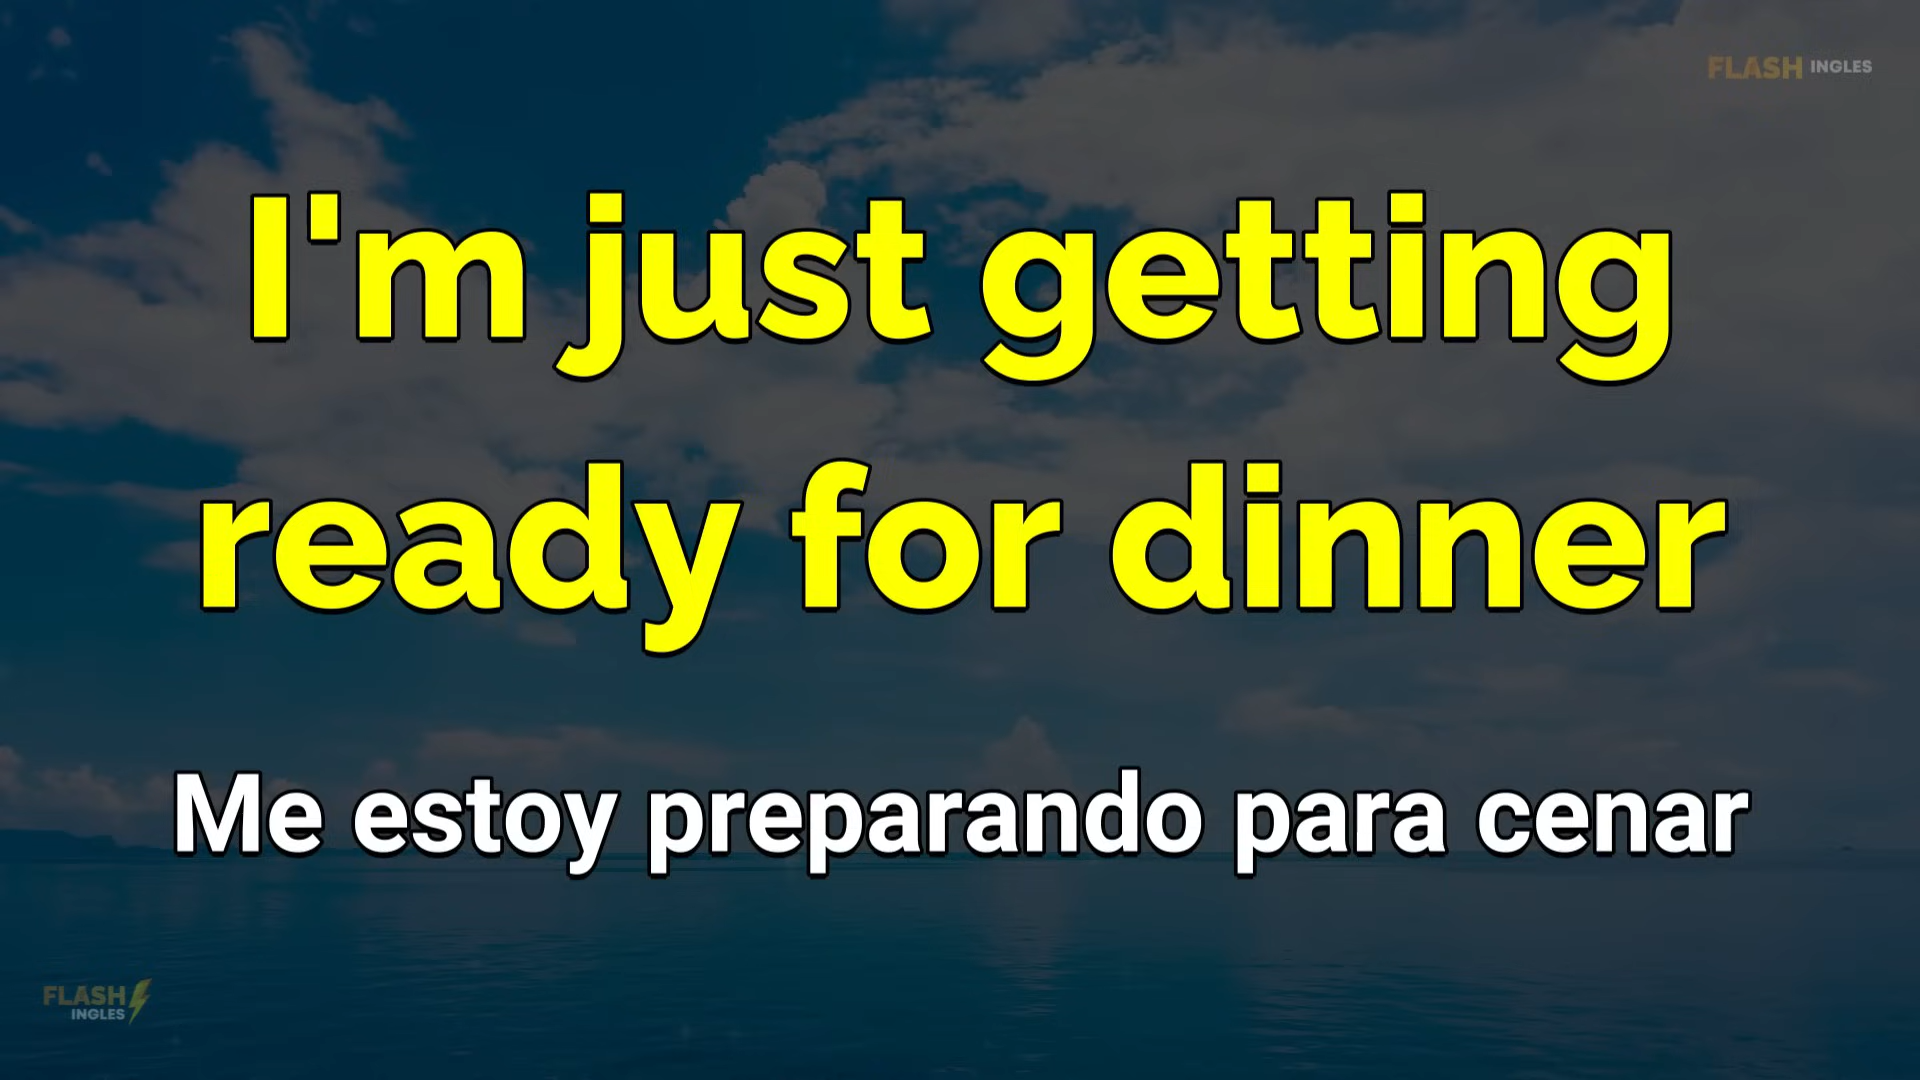 FLASH INGLES
I'm just getting
ready for dinner
Me estoy preparando para cenar
FLASH
INGLES